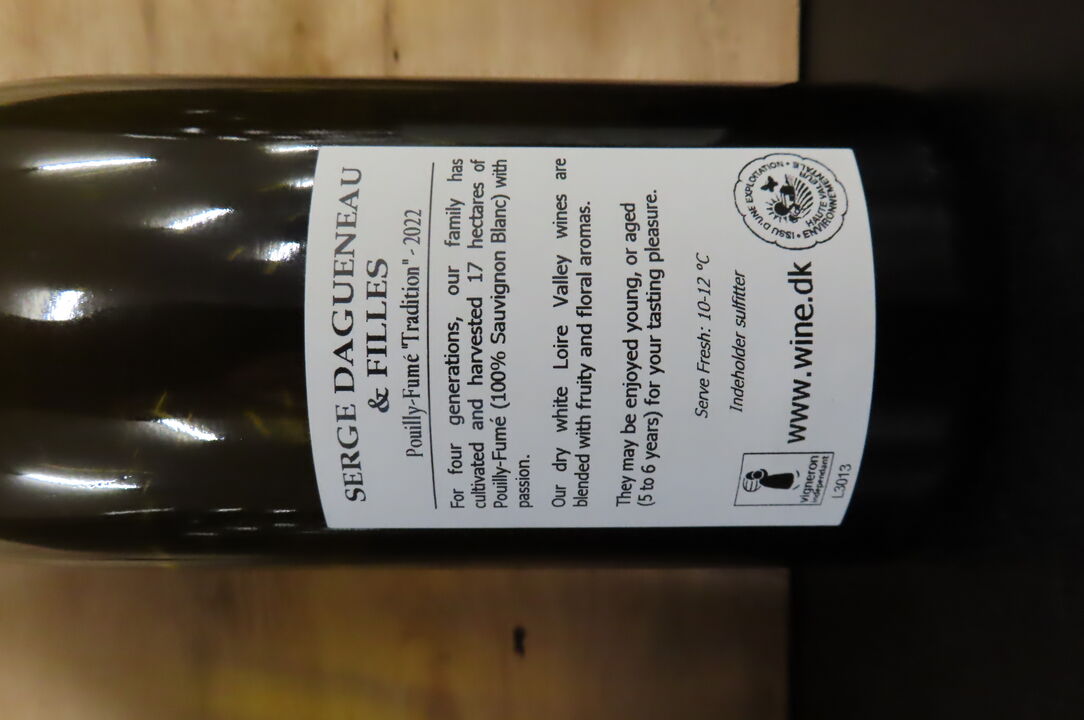 SERGE DAGUENEAU
& FILLES
Pouilly-Fumé "Tradition" - 2022
For four generations, our family has
cultivated and harvested 17 hectares of
Pouilly-Fumé (100% Sauvignon Blanc) with
passion.
Our dry white Loire Valley wines are
blended with fruity and floral aromas.
They may be enjoyed young, or aged
(5 to 6 years) for your tasting pleasure.
Serve Fresh: 10-12 °C
Indeholder sulfitter
vigneron
indépendant
www.wine.dk
ISSU D'UNE EXPLOITATION •
HAUTE VALEUR
ENVIRONNEMENTALE •
L3013